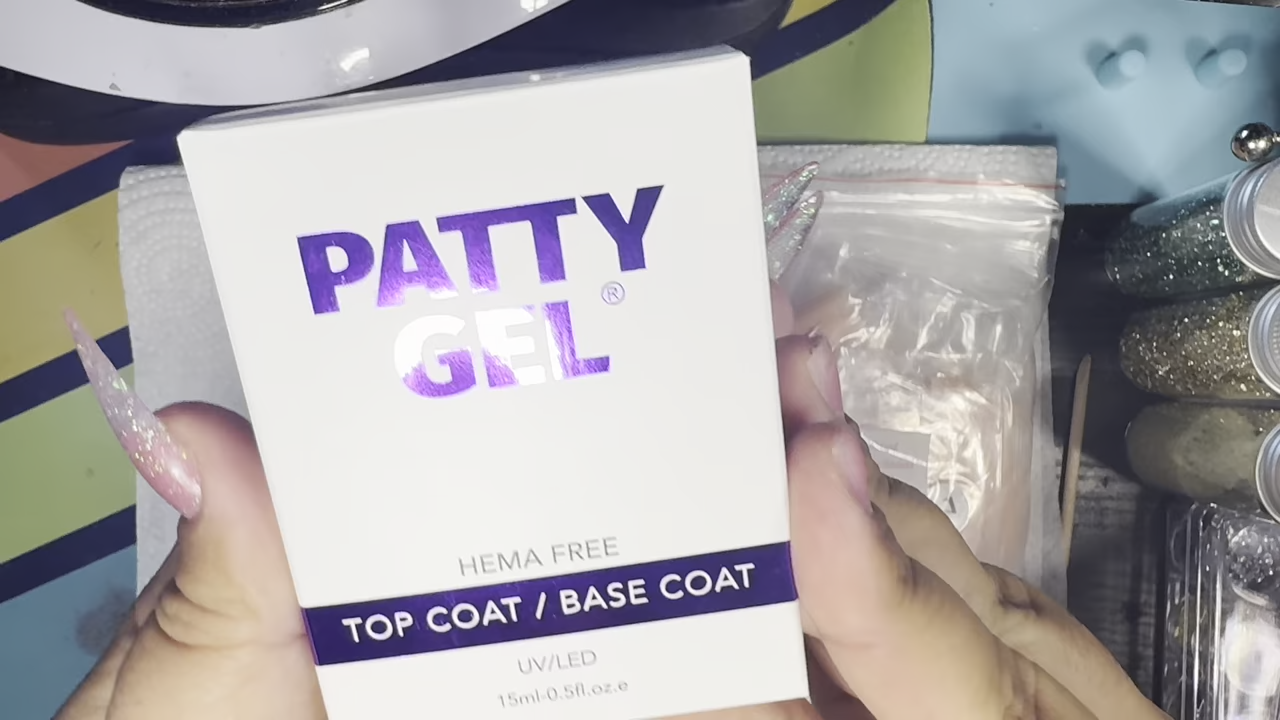 PATTY
GEL®
HEMA FREE
TOP COAT / BASE COAT
UV/LED
15ml-0.5fl.oz.e